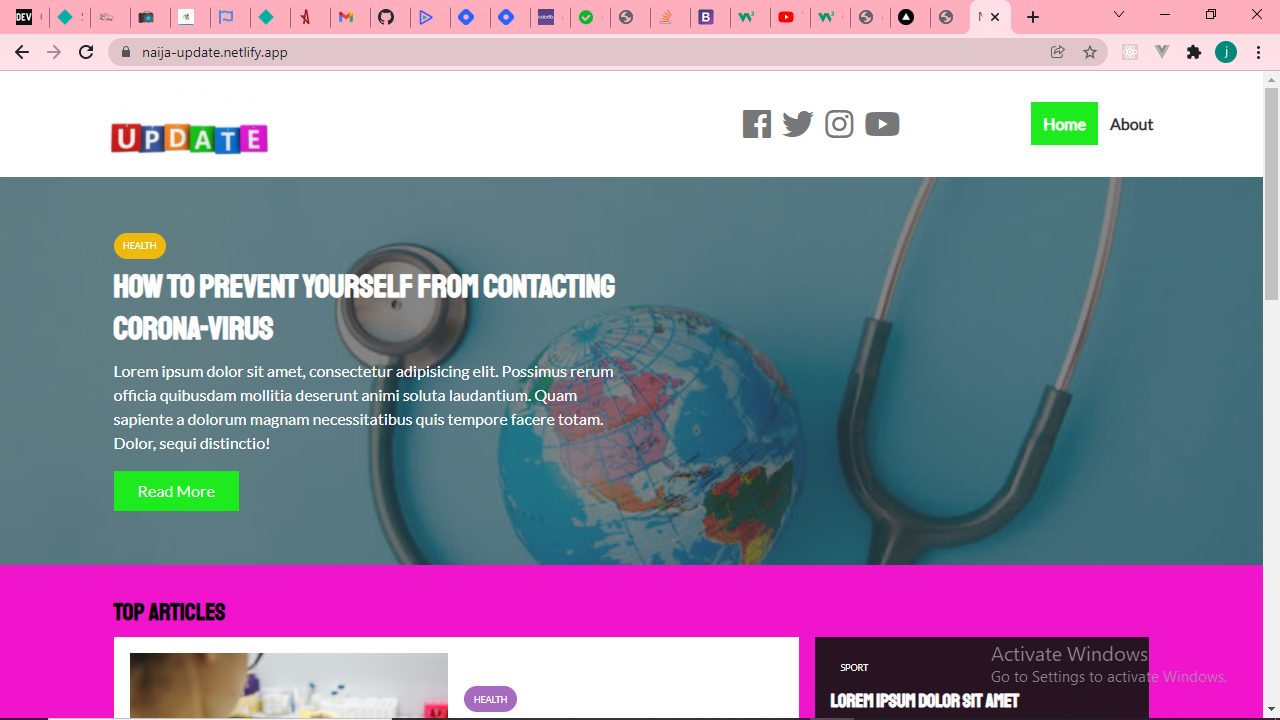 DEV
N
naija-update.netlify.app
j
UPDATE
Home
About
HEALTH
HOW TO PREVENT YOURSELF FROM CONTACTING
CORONA-VIRUS
Lorem ipsum dolor sit amet, consectetur adipisicing elit. Possimus rerum
officia quibusdam mollitia deserunt animi soluta laudantium. Quam
sapiente a dolorum magnam necessitatibus quis tempore facere totam.
Dolor, sequi distinctio!
Read More
TOP ARTICLES
HEALTH
SPORT
LOREM IPSUM DOLOR SIT AMET
Activate Windows
Go to Settings to activate Windows.